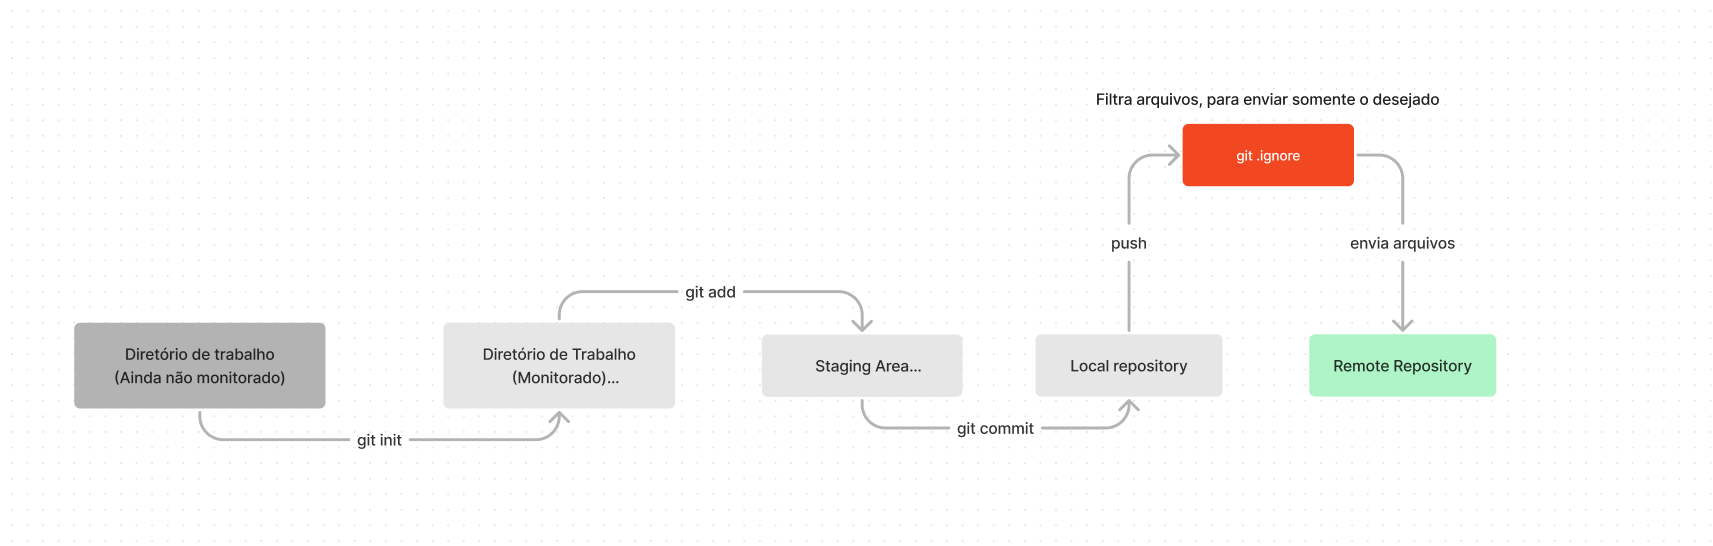 Filtra arquivos, para enviar somente o desejado
git .ignore
push
envia arquivos
git add
Diretório de trabalho
(Ainda não monitorado)
Diretório de Trabalho
(Monitorado)...
Staging Area...
Local repository
Remote Repository
git init
git commit